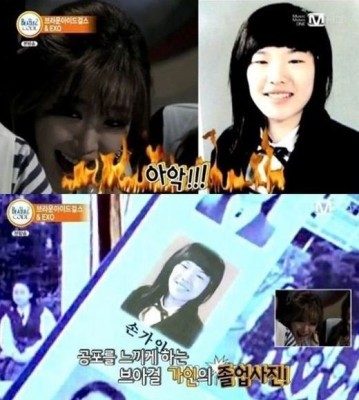 브라운아이드걸스
& EXO
아악!!!
브라운아이드걸스
& EXO
손가인
공포를 느끼게 하는
브아걸 가인의 졸업사진!